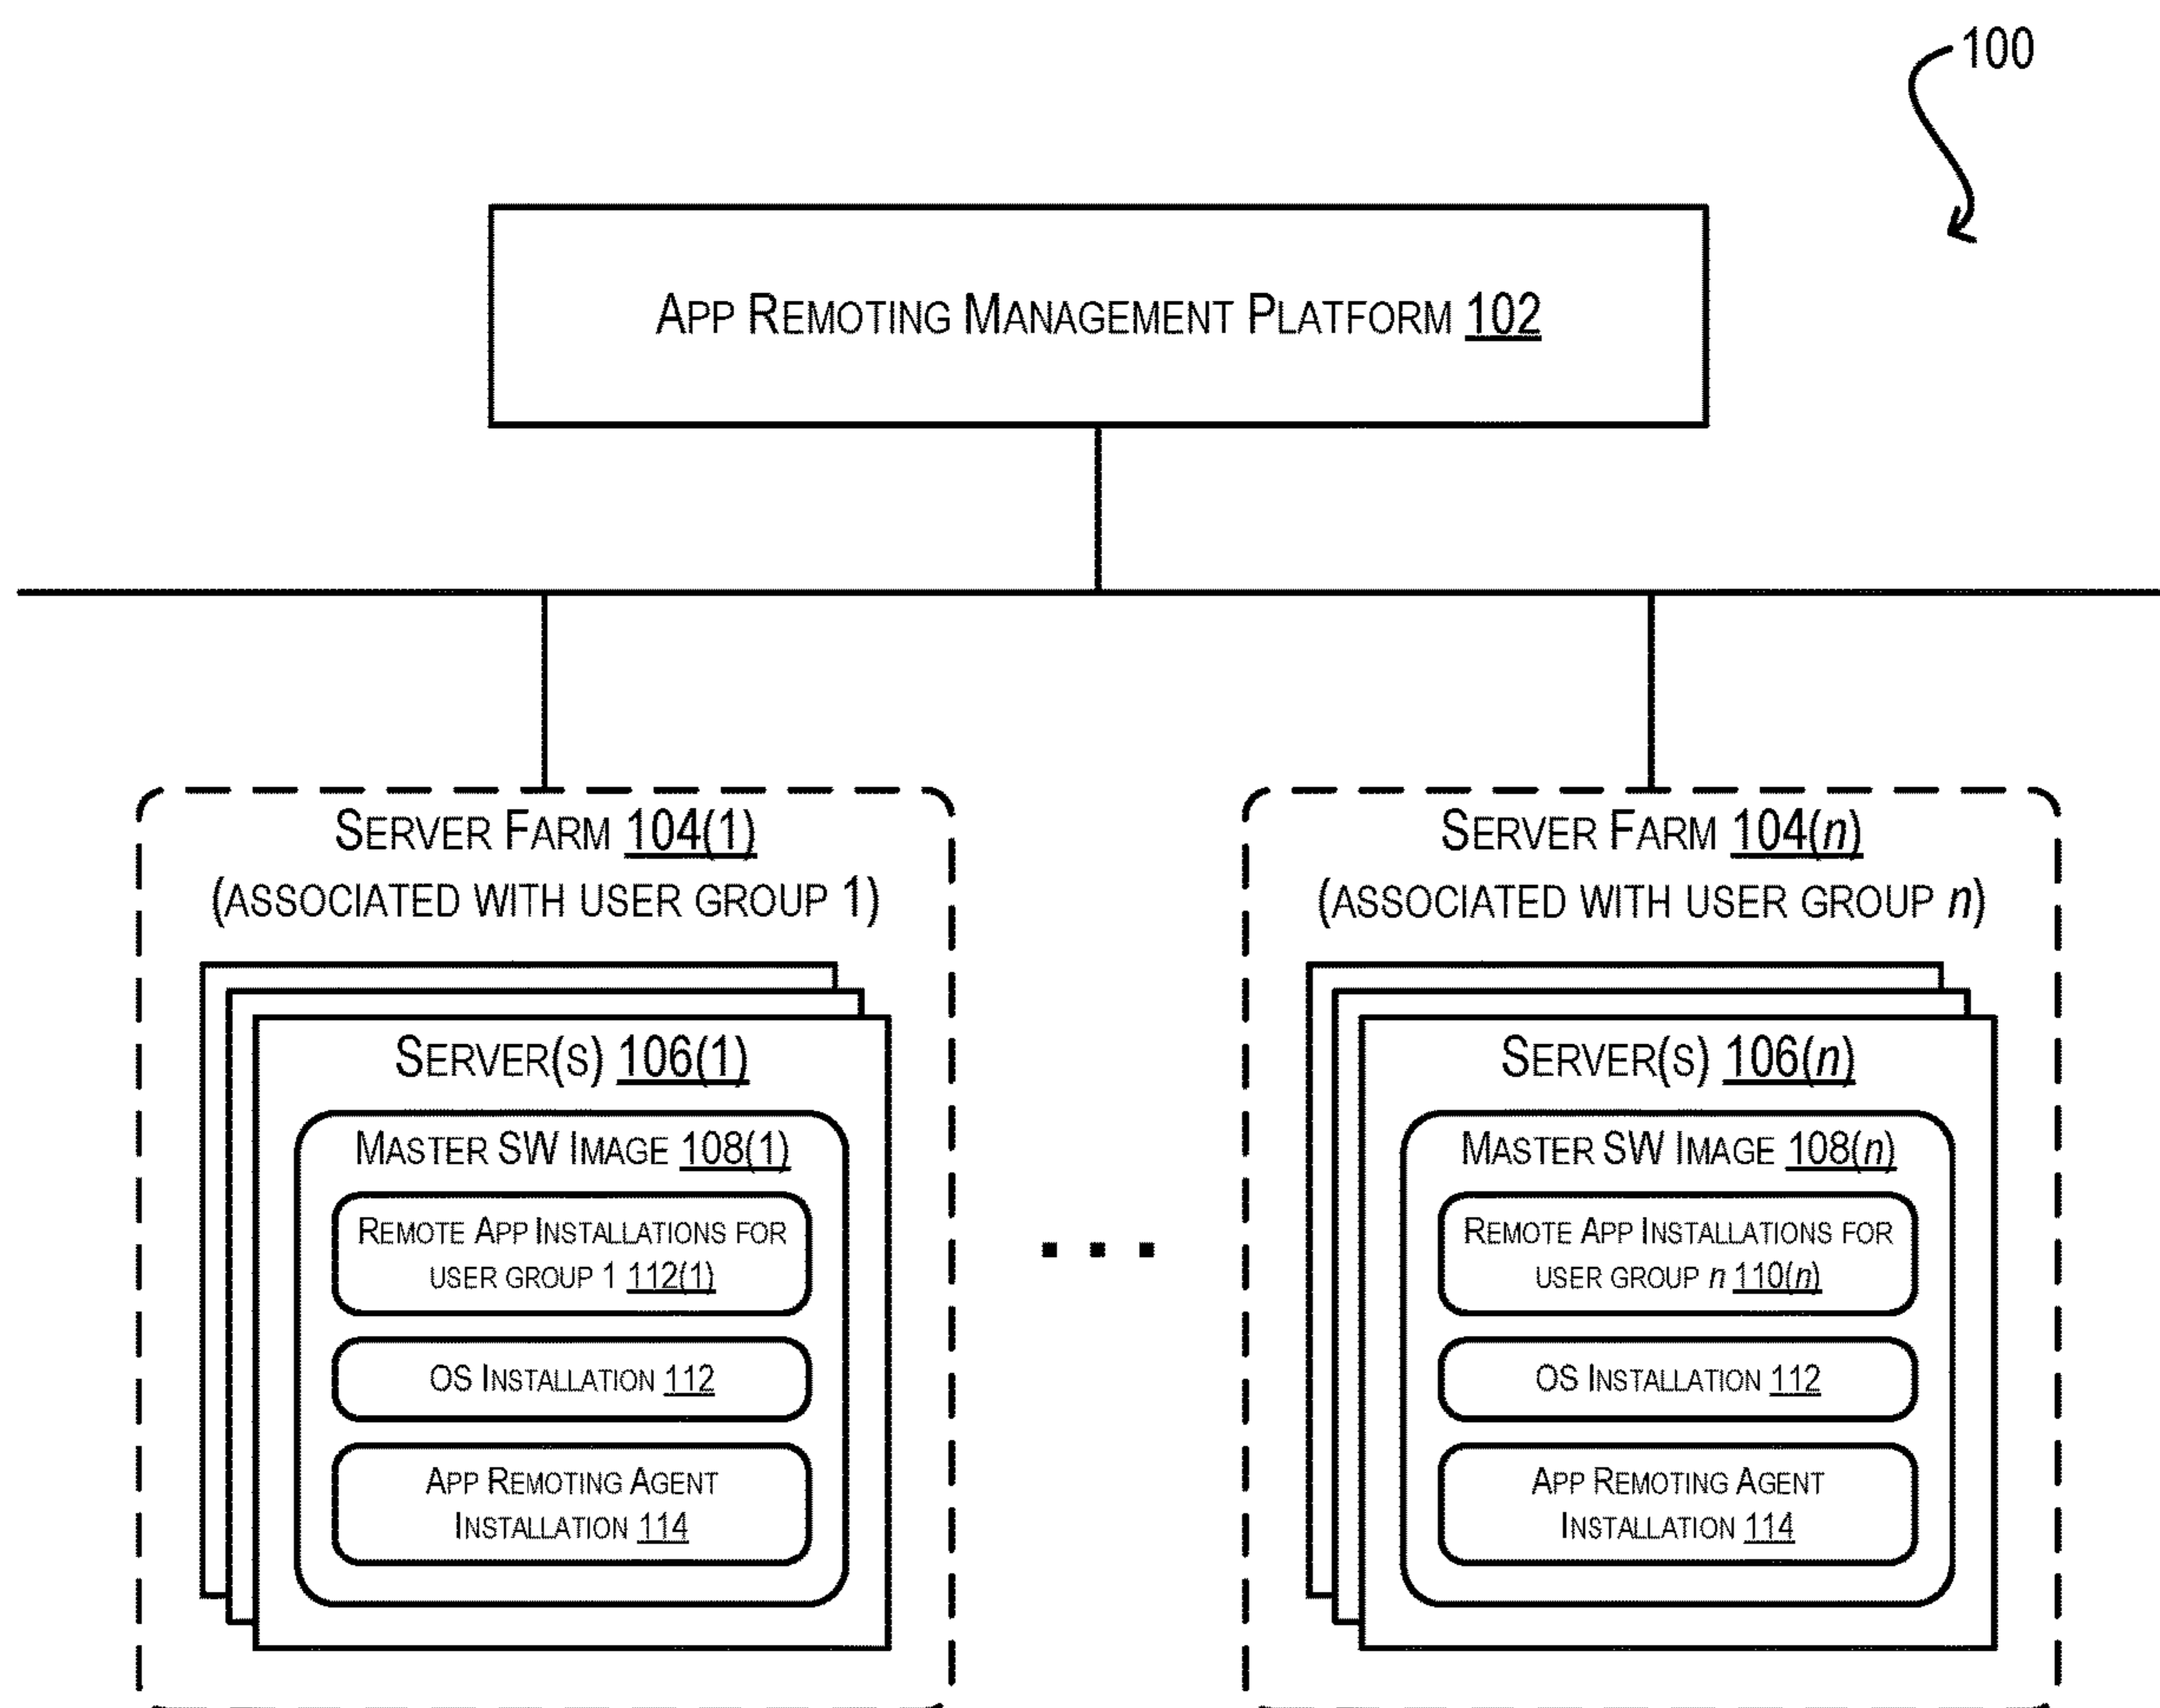 100
App Remoting Management Platform 102
Server Farm 104(1)
(associated with user group 1)
Server(s) 106(1)
Master SW Image 108(1)
Remote App Installations for
user group 1 112(1)
OS Installation 112
App Remoting Agent
Installation 114
Server Farm 104(n)
(associated with user group n)
Server(s) 106(n)
Master SW Image 108(n)
Remote App Installations for
user group n 110(n)
OS Installation 112
App Remoting Agent
Installation 114